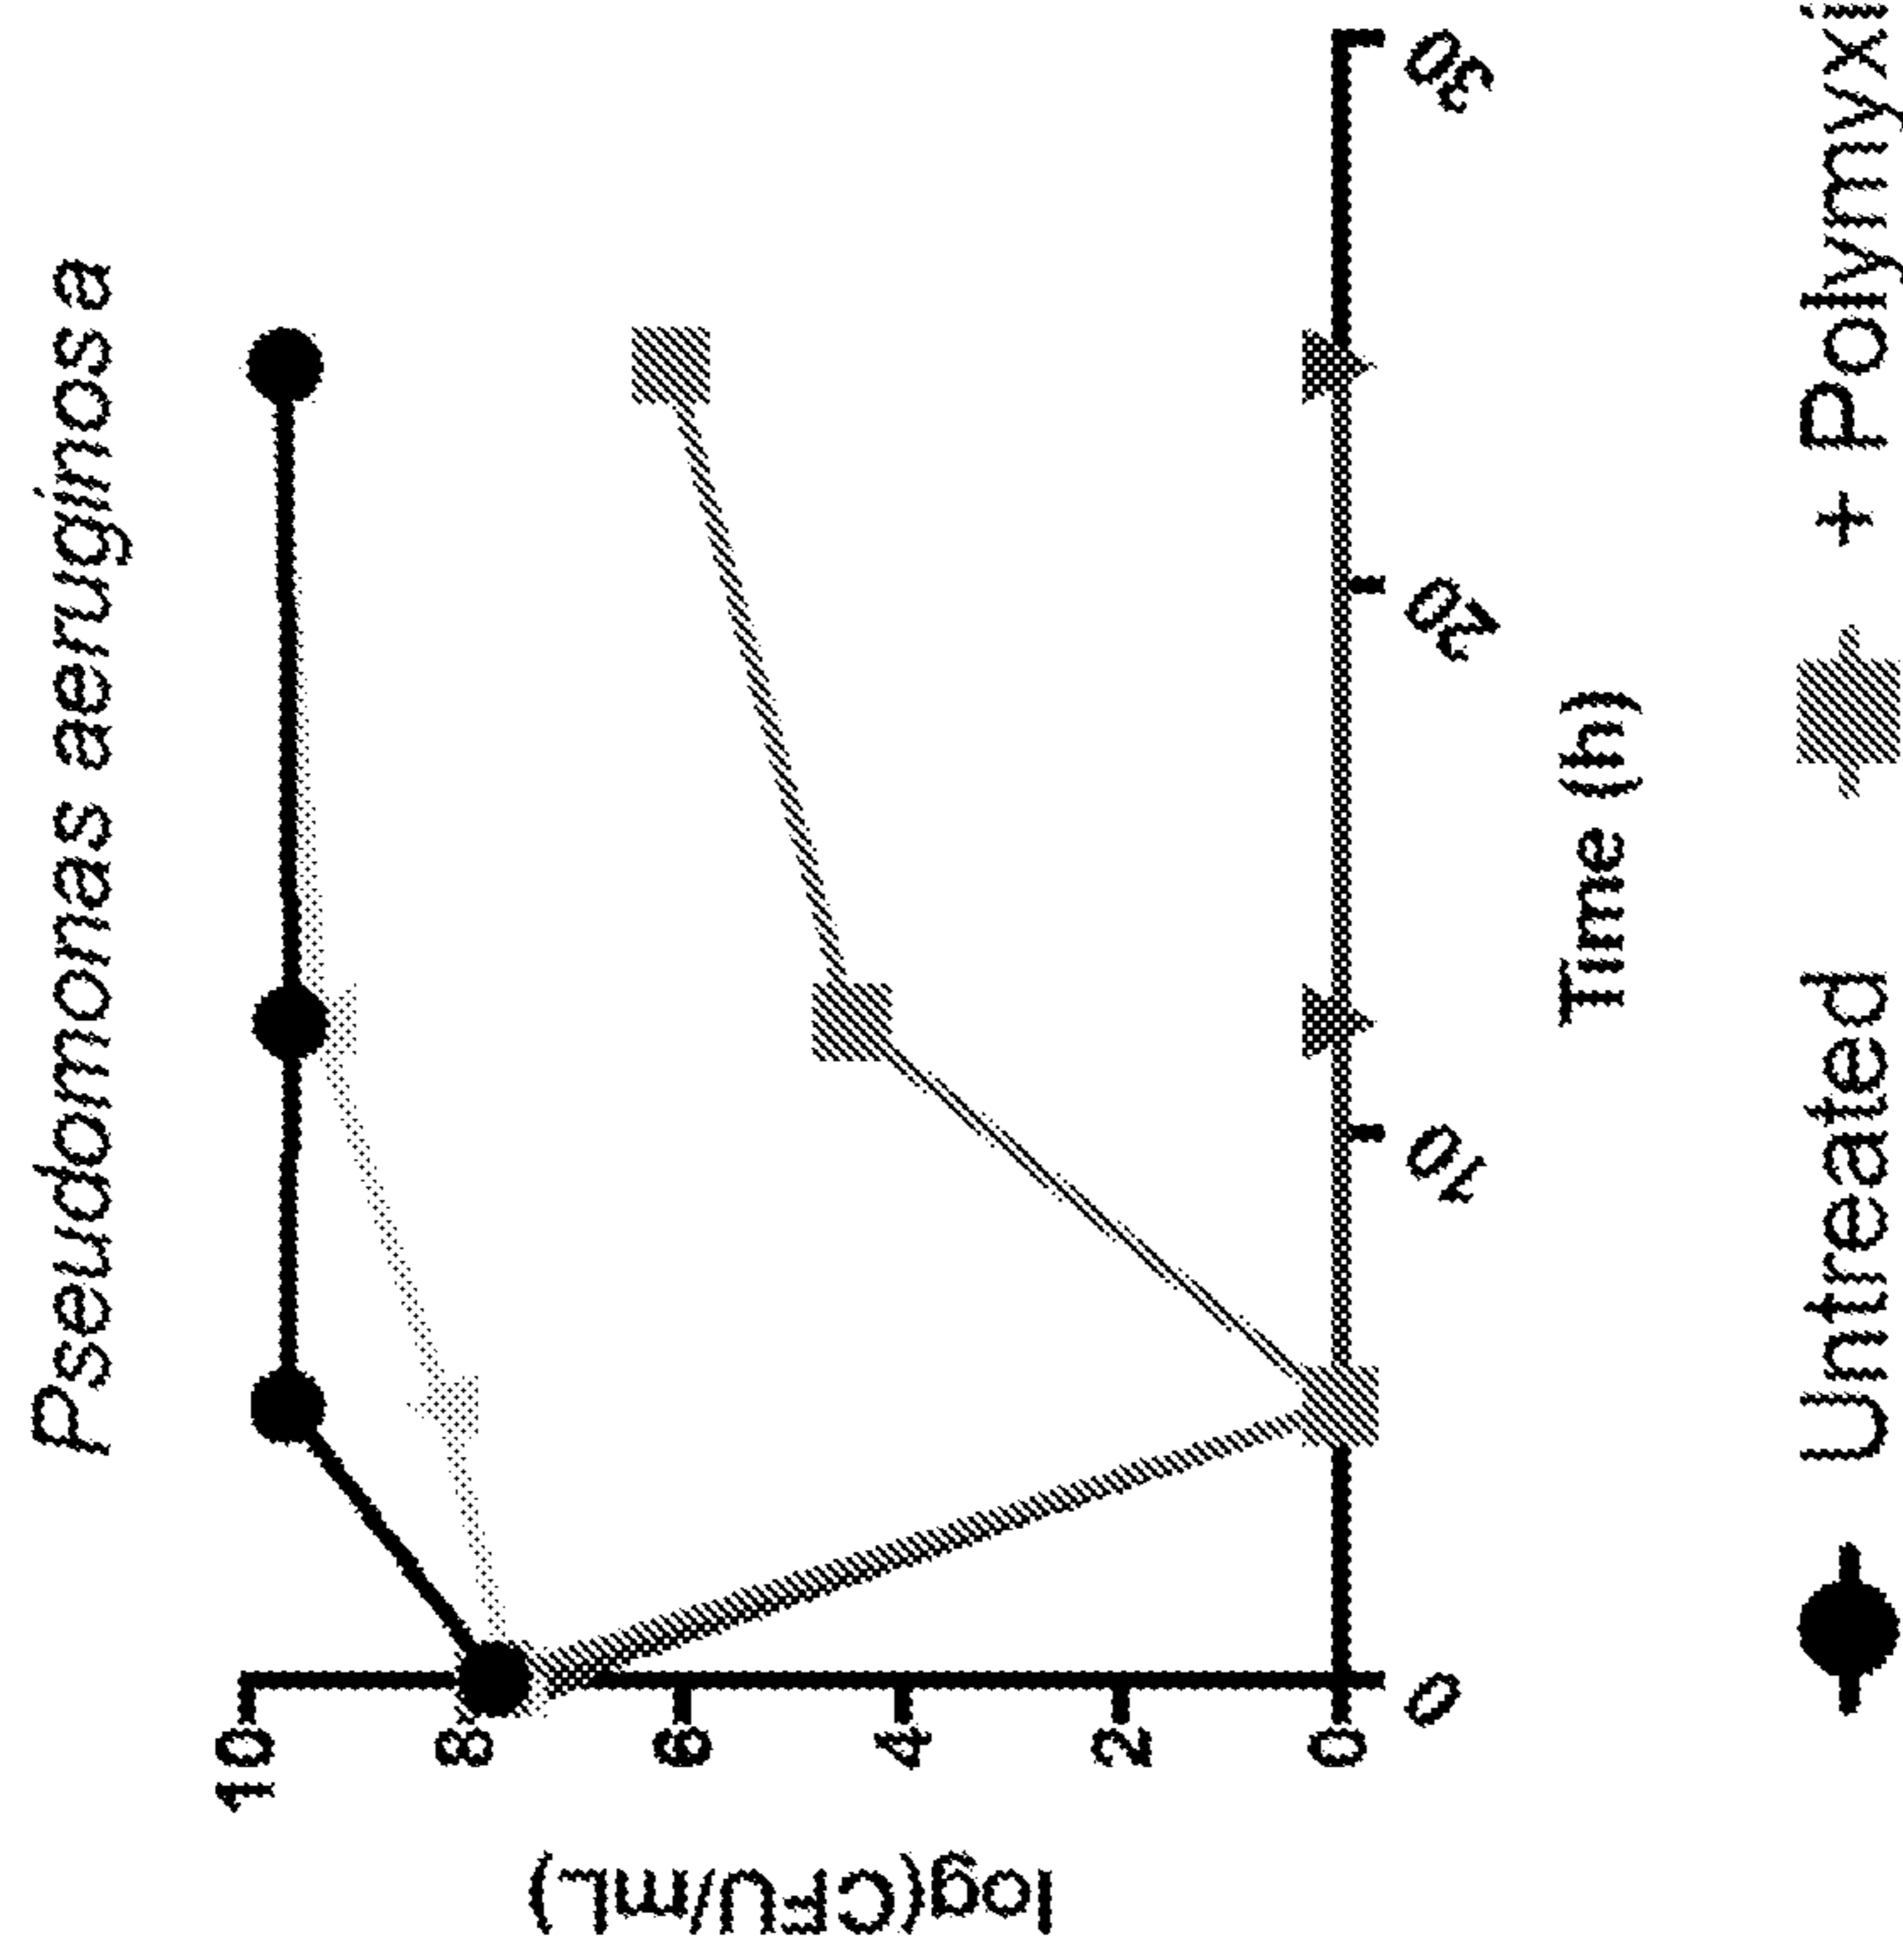 Pseudomonas aeruginosa
log(CFU/mL)
10
8
6
4
2
0
0
10
20
30
Time (h)
Untreated
+ Polymyxi